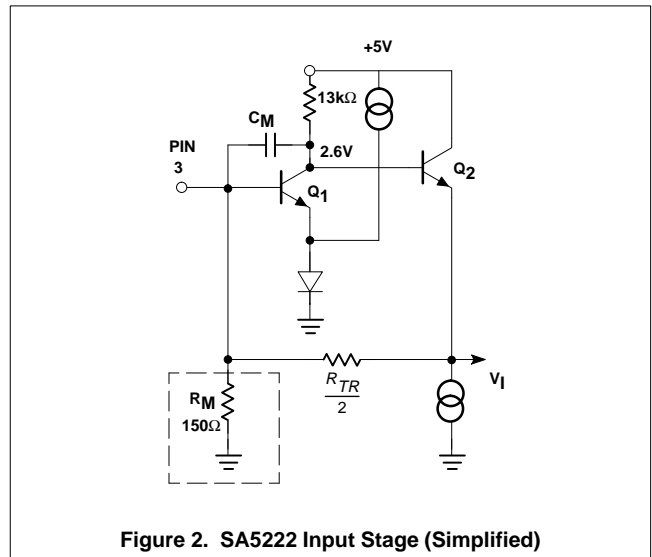 +5V
13kΩ
CM
PIN
3
2.6V
Q1
Q2
RTR
2
VI
RM
150Ω
Figure 2. SA5222 Input Stage (Simplified)